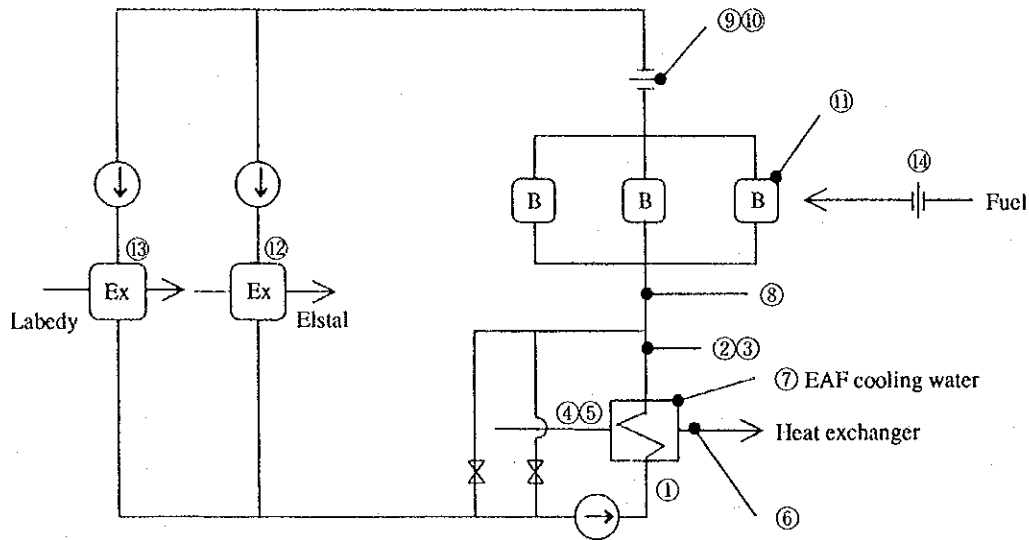 ⑨⑩
⑪
⑭
B
B
B
Fuel
⑬
⑫
Ex
Ex
Labedy
Elstal
⑧
②③
⑦ EAF cooling water
④⑤
Heat exchanger
①
⑥